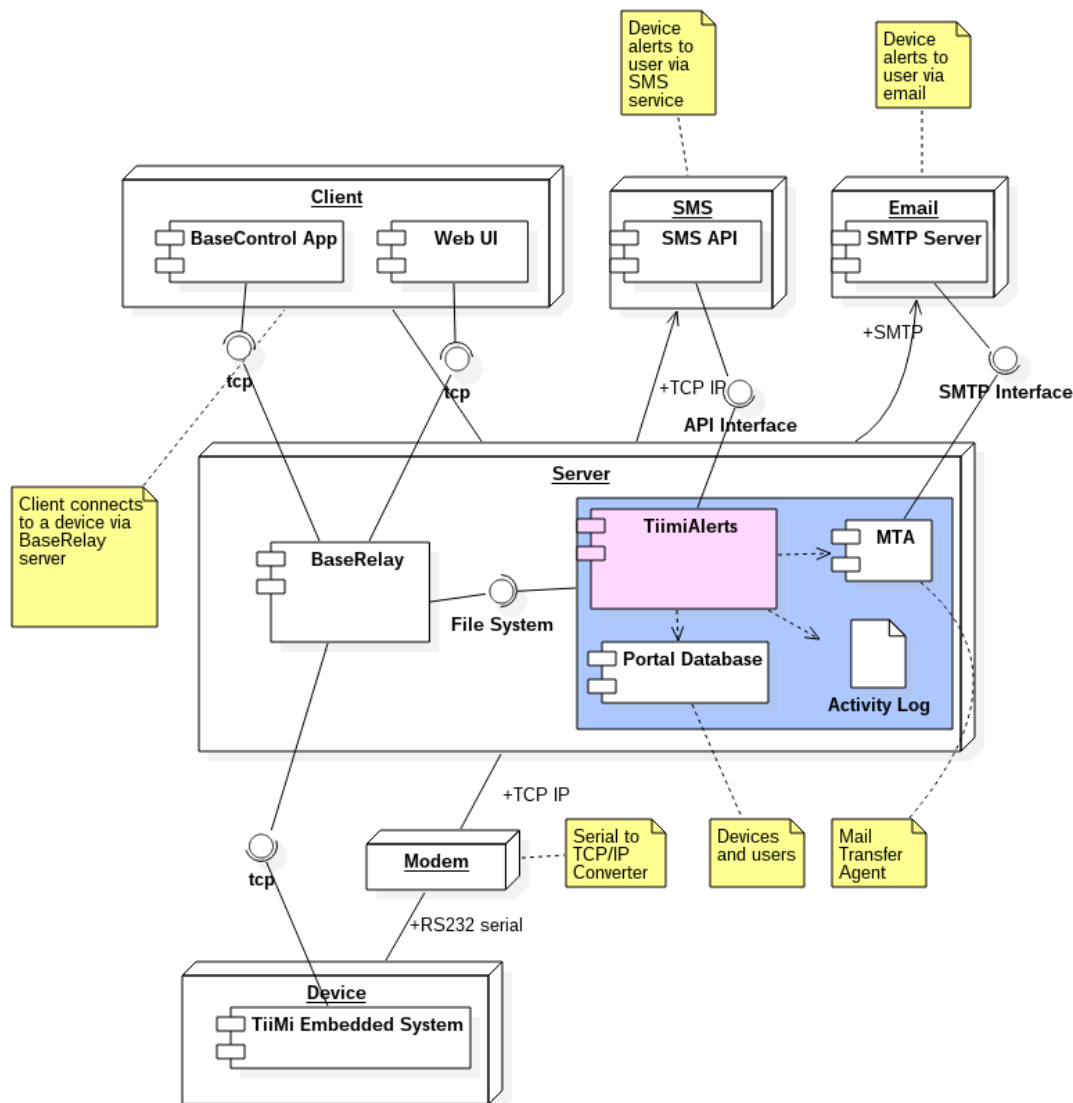 Device
alerts to
user via
SMS
service
Device
alerts to
user via
email
Client
BaseControl App
Web UI
SMS
SMS API
Email
SMTP Server
tcp
tcp
+TCP IP
API Interface
+SMTP
SMTP Interface
Client connects
to a device via
BaseRelay
server
Server
BaseRelay
File System
TiimiAlerts
MTA
Portal Database
Activity Log
+TCP IP
Modem
Serial to
TCP/IP
Converter
Devices
and users
Mail
Transfer
Agent
tcp
+RS232 serial
Device
TiiMi Embedded System